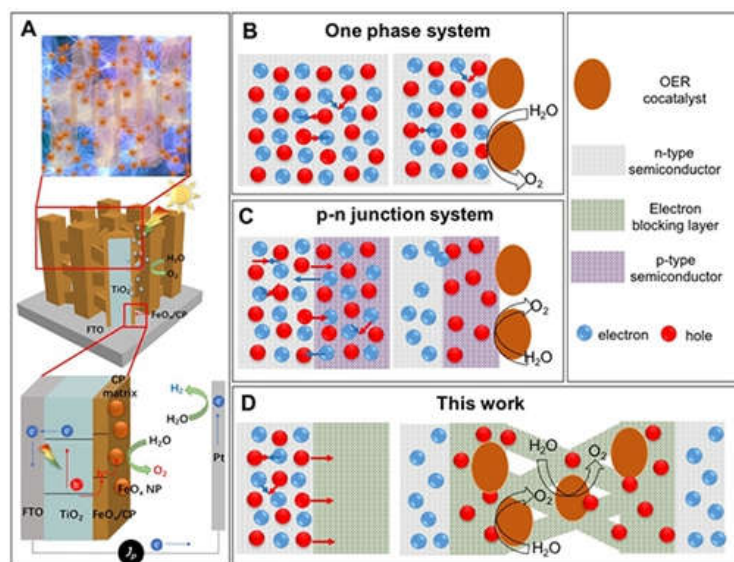 A
TiO2
H2O
O2
FTO
FeOx/CP
CP
matrix
H2O
O2
FeOx NP
FTO
TiO2
FeOx/CP
H2
H2O
Pt
e
e
e
e
h
Jp
B
One phase system
H2O
O2
C
p-n junction system
O2
H2O
D
This work
H2O
O2
O2
H2O
OER
cocatalyst
n-type
semiconductor
Electron
blocking layer
p-type
semiconductor
electron
hole